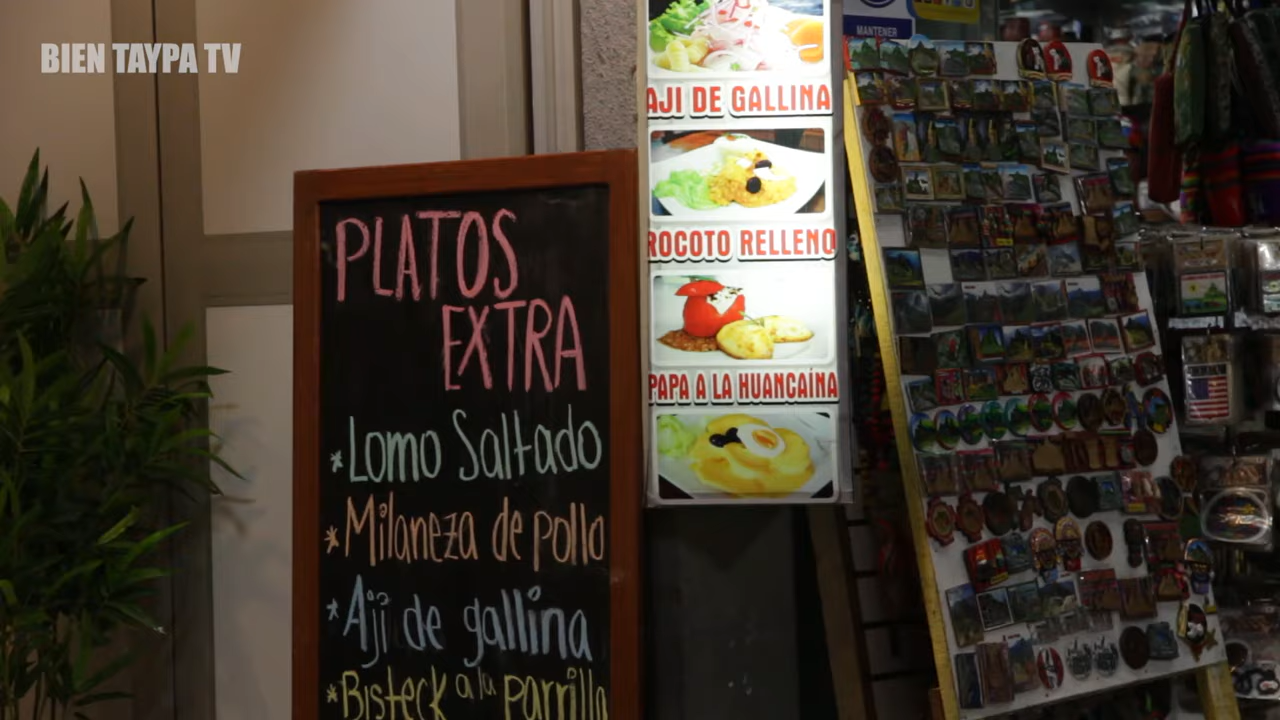 BIEN TAYPA TV
PLATOS
EXTRA
*Lomo Saltado
*Milaneza de pollo
*Aji de gallina
*Bisteck a la parrilla
AJI DE GALLINA
ROCOTO RELLENO
PAPA A LA HUANCAÍNA
MANTENER